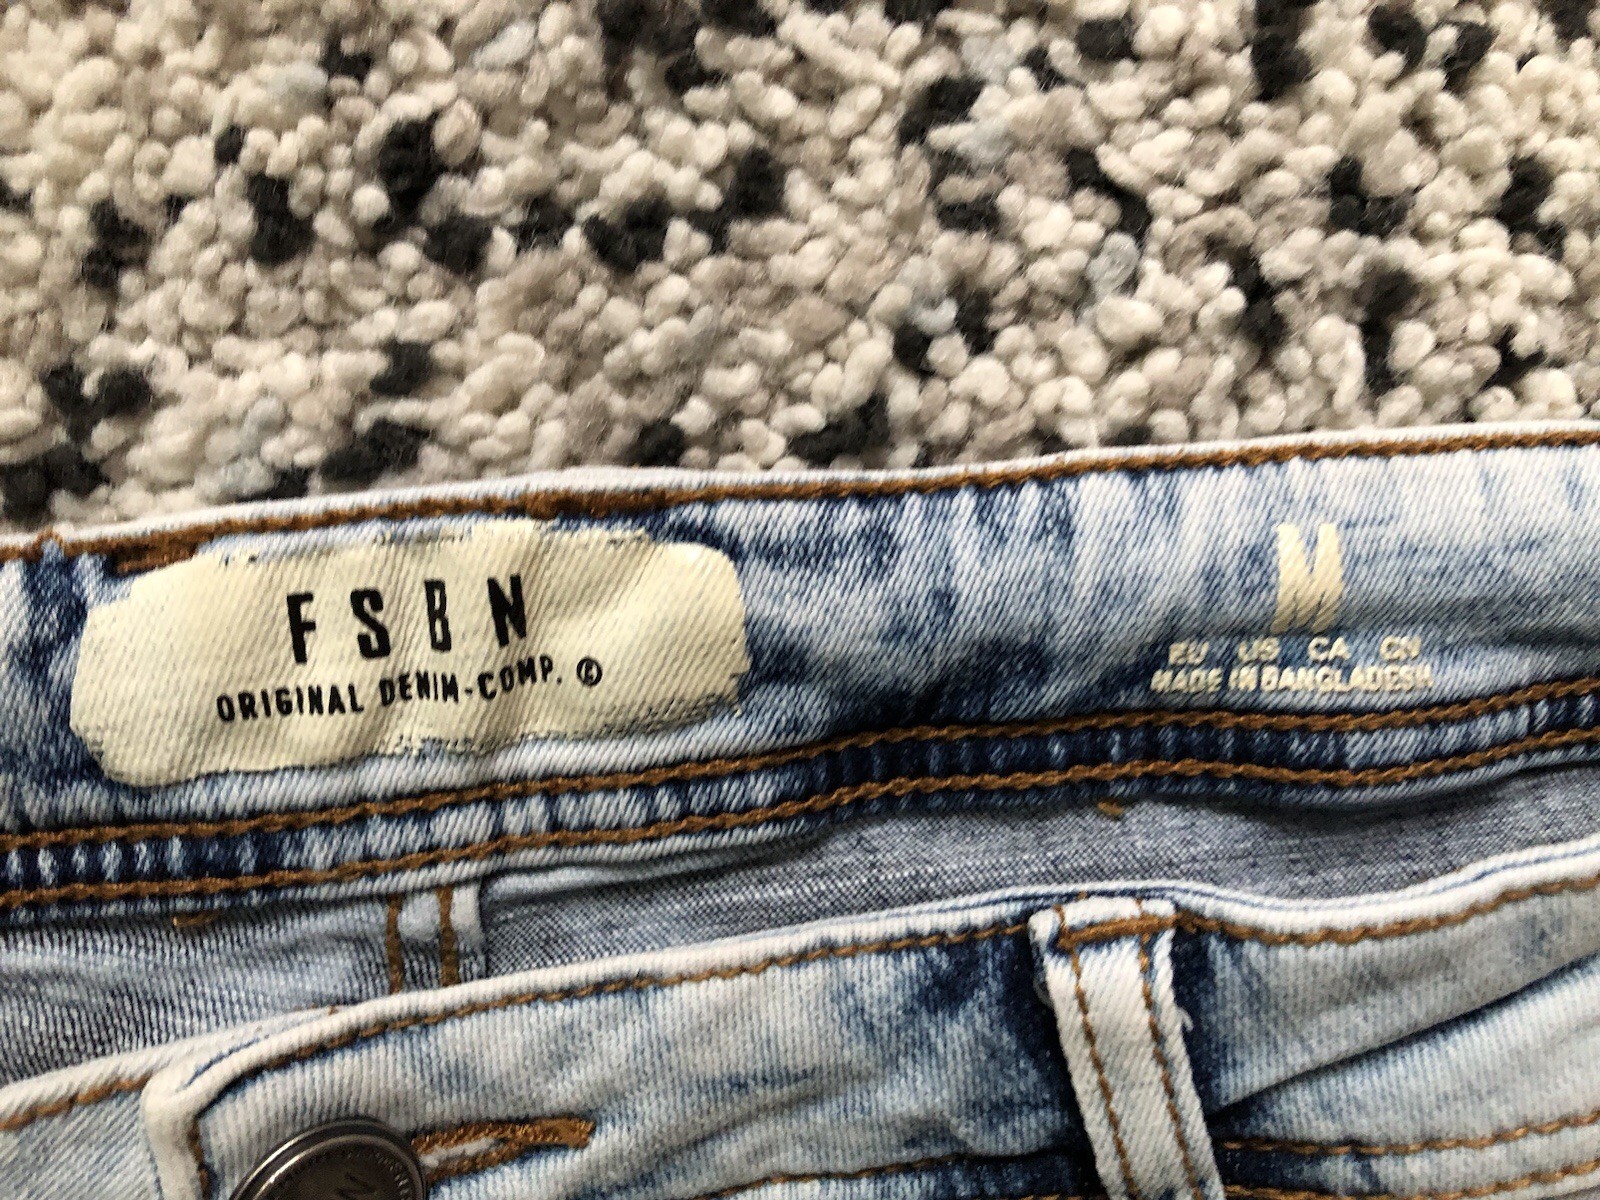 FSBN
ORIGINAL DENIM-COMP. ©
M
EU US CA CN
MADE IN BANGLADESH